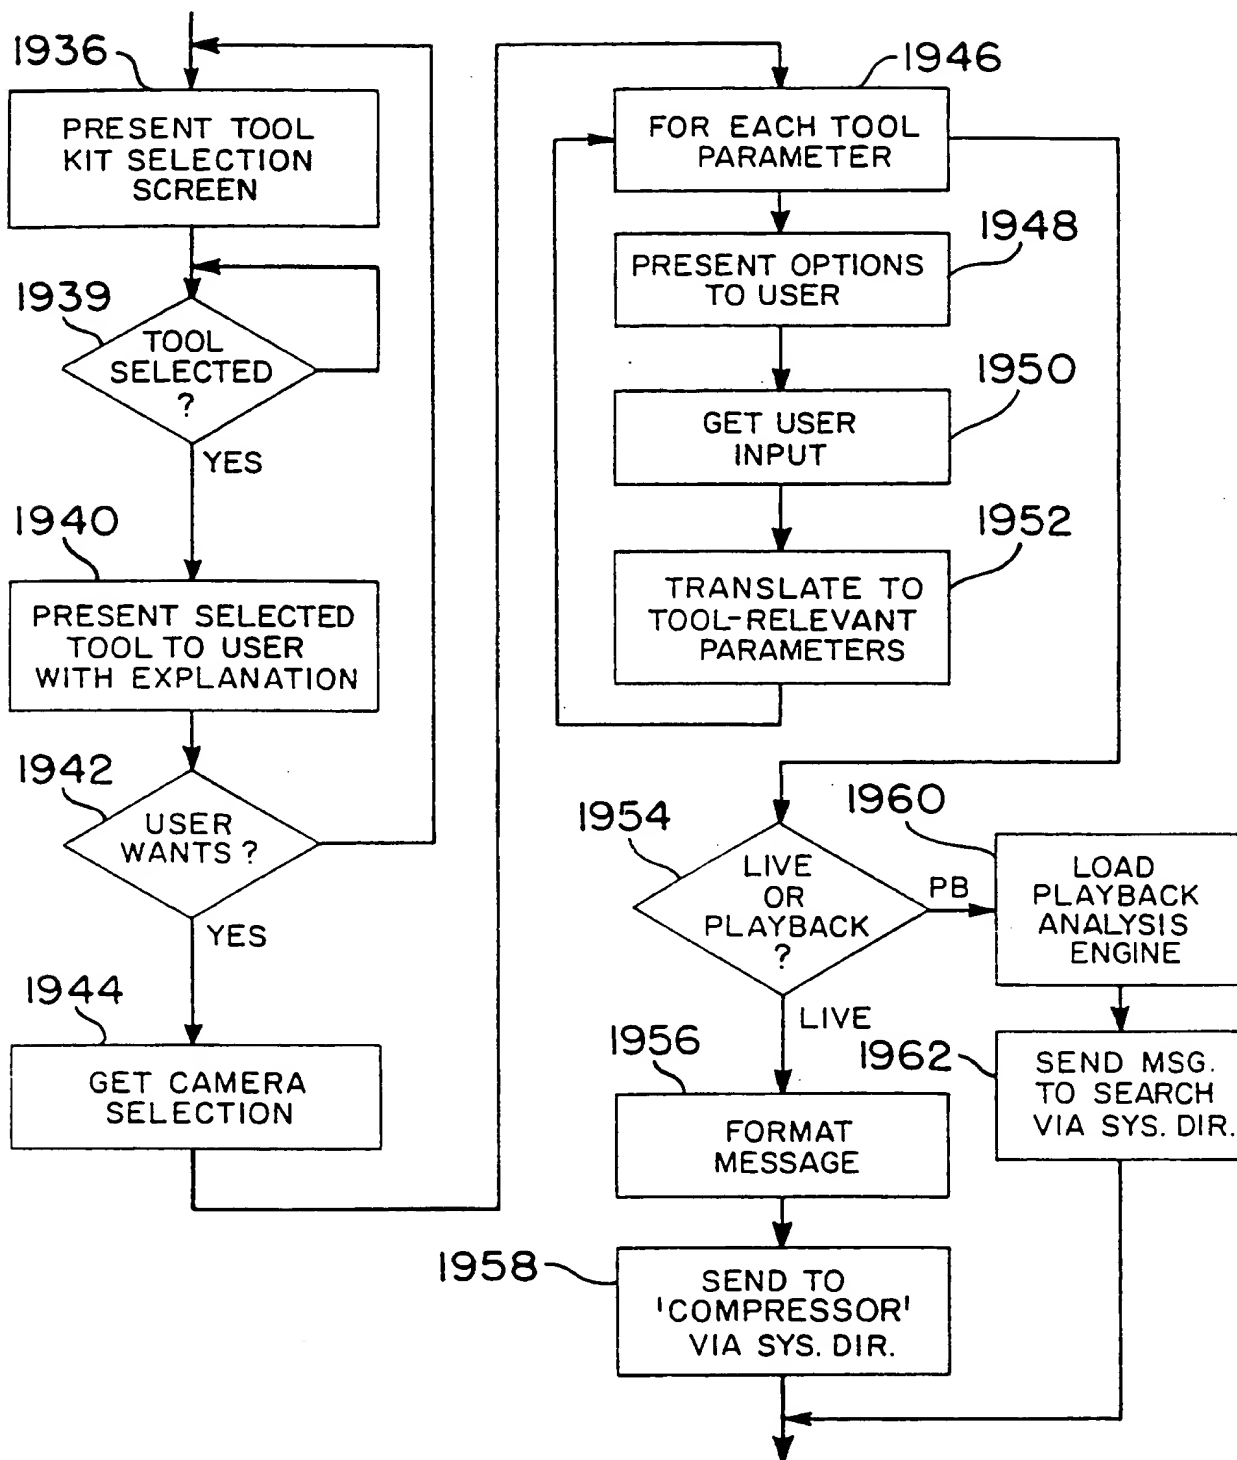 1936
PRESENT TOOL
KIT SELECTION
SCREEN
1939
TOOL
SELECTED
?
YES
1940
PRESENT SELECTED
TOOL TO USER
WITH EXPLANATION
1942
USER
WANTS?
YES
1944
GET CAMERA
SELECTION
1946
FOR EACH TOOL
PARAMETER
1948
PRESENT OPTIONS
TO USER
1950
GET USER
INPUT
1952
TRANSLATE TO
TOOL-RELEVANT
PARAMETERS
1954
LIVE
OR
PLAYBACK
?
PB
LIVE
1960
LOAD
PLAYBACK
ANALYSIS
ENGINE
1962
SEND MSG.
TO SEARCH
VIA SYS. DIR.
1956
FORMAT
MESSAGE
1958
SEND TO
'COMPRESSOR'
VIA SYS. DIR.